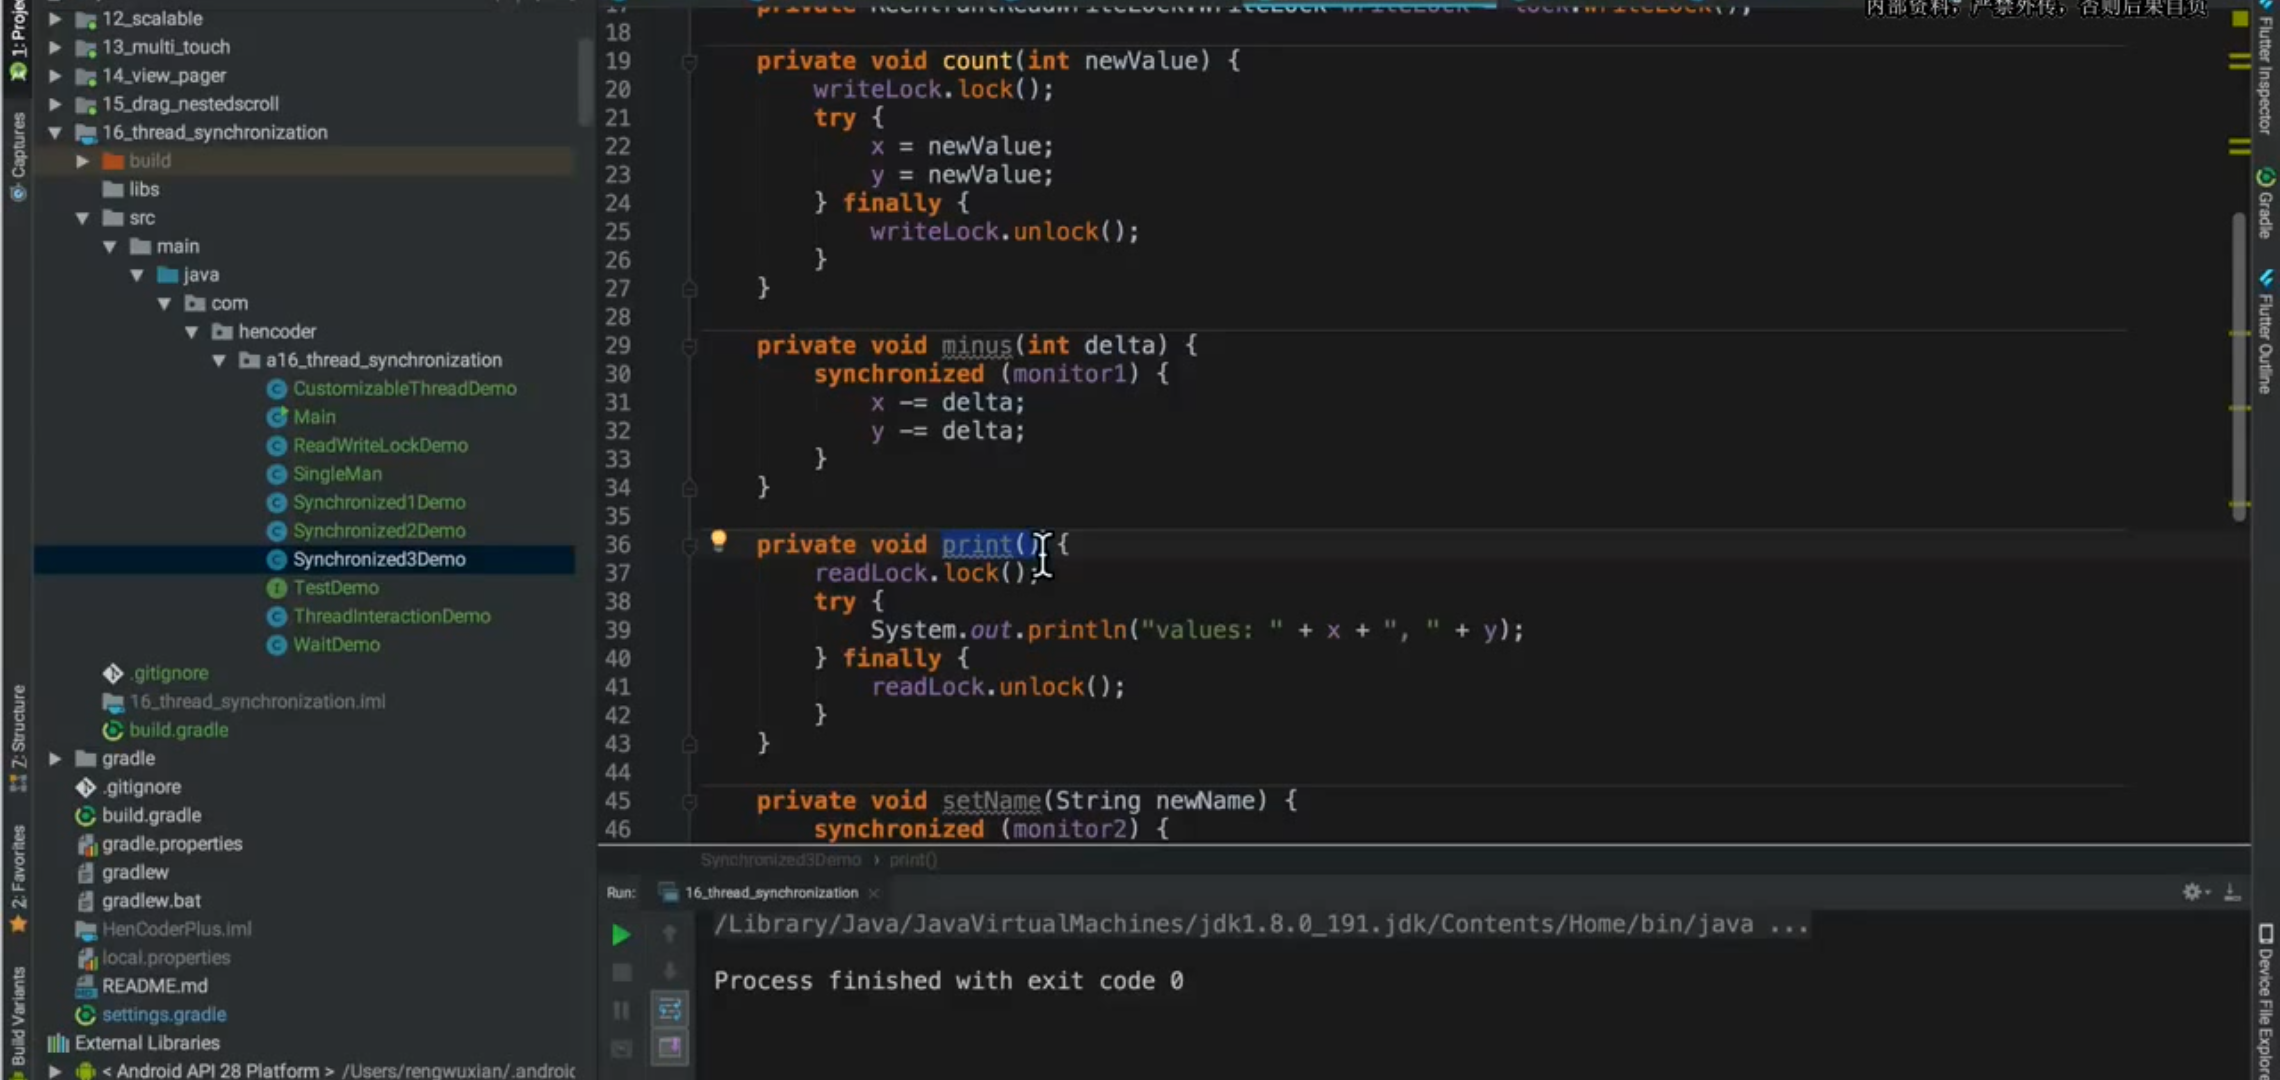 1: Project
Captures
7: Structure
2: Favorites
Build Variants
12_scalable
13_multi_touch
14_view_pager
15_drag_nestedscroll
16_thread_synchronization
build
libs
src
main
java
com
hencoder
a16_thread_synchronization
CustomizableThreadDemo
Main
ReadWriteLockDemo
SingleMan
Synchronized1Demo
Synchronized2Demo
Synchronized3Demo
TestDemo
ThreadInteractionDemo
WaitDemo
.gitignore
16_thread_synchronization.iml
build.gradle
gradle
.gitignore
build.gradle
gradle.properties
gradlew
gradlew.bat
HenCoderPlus.iml
local.properties
README.md
settings.gradle
External Libraries
< Android API 28 Platform > /Users/rengwuxian/.android
内部资料，严禁外传，否则后果自负
17 private ReentrantReadWriteLock.WriteLock writeLock = lock.writeLock();
18
19 private void count(int newValue) {
20 writeLock.lock();
21 try {
22 x = newValue;
23 y = newValue;
24 } finally {
25 writeLock.unlock();
26 }
27 }
28
29 private void minus(int delta) {
30 synchronized (monitor1) {
31 x -= delta;
32 y -= delta;
33 }
34 }
35
36 private void print() {
37 readLock.lock();
38 try {
39 System.out.println("values: " + x + ", " + y);
40 } finally {
41 readLock.unlock();
42 }
43 }
44
45 private void setName(String newName) {
46 synchronized (monitor2) {
Synchronized3Demo › print()
Run: 16_thread_synchronization
/Library/Java/JavaVirtualMachines/jdk1.8.0_191.jdk/Contents/Home/bin/java ...
Process finished with exit code 0
Flutter Inspector
Gradle
Flutter Outline
Device File Explorer